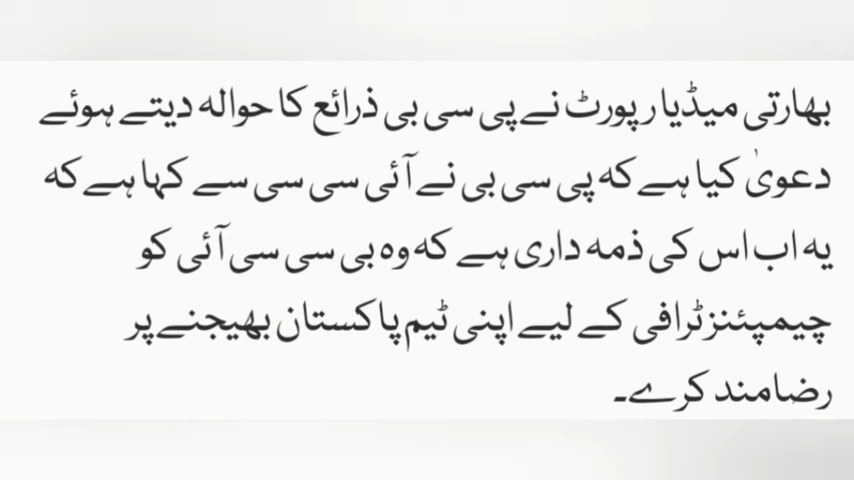 بھارتی میڈیا رپورٹ نے پی سی بی ذرائع کا حوالہ دیتے ہوئے
دعویٰ کیا ہے کہ پی سی بی نے آئی سی سی سے کہا ہے کہ
یہ اب اس کی ذمہ داری ہے کہ وہ بی سی سی آئی کو
چیمپئنز ٹرافی کے لیے اپنی ٹیم پاکستان بھیجنے پر
رضامند کرے۔